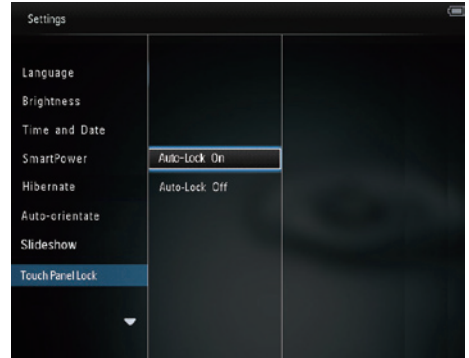 Settings
Language
Brightness
Time and Date
SmartPower
Auto-Lock On
Hibernate
Auto-Lock Off
Auto-orientate
Slideshow
Touch Panel Lock